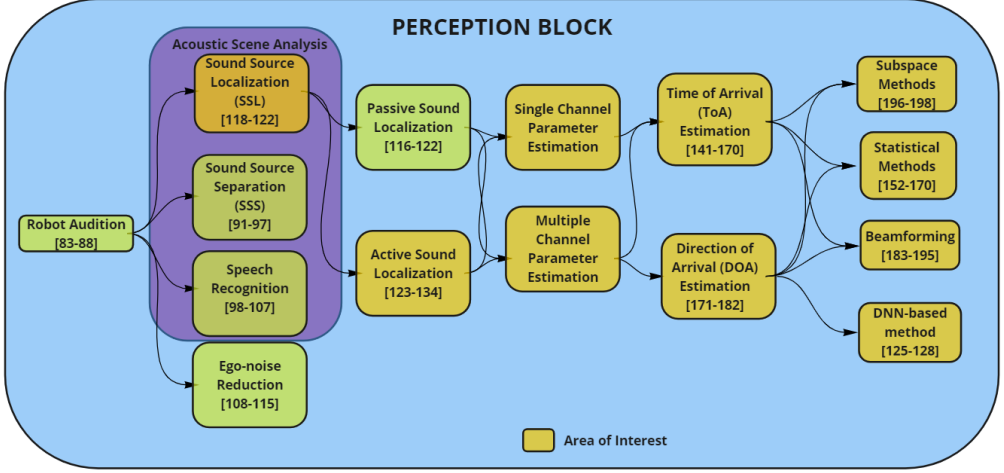 PERCEPTION BLOCK
Acoustic Scene Analysis
Sound Source
Localization
(SSL)
[118-122]
Sound Source
Separation
(SSS)
[91-97]
Speech
Recognition
[98-107]
Robot Audition
[83-88]
Ego-noise
Reduction
[108-115]
Passive Sound
Localization
[116-122]
Active Sound
Localization
[123-134]
Single Channel
Parameter
Estimation
Multiple
Channel
Parameter
Estimation
Time of Arrival
(ToA)
Estimation
[141-170]
Direction of
Arrival (DOA)
Estimation
[171-182]
Subspace
Methods
[196-198]
Statistical
Methods
[152-170]
Beamforming
[183-195]
DNN-based
method
[125-128]
Area of Interest